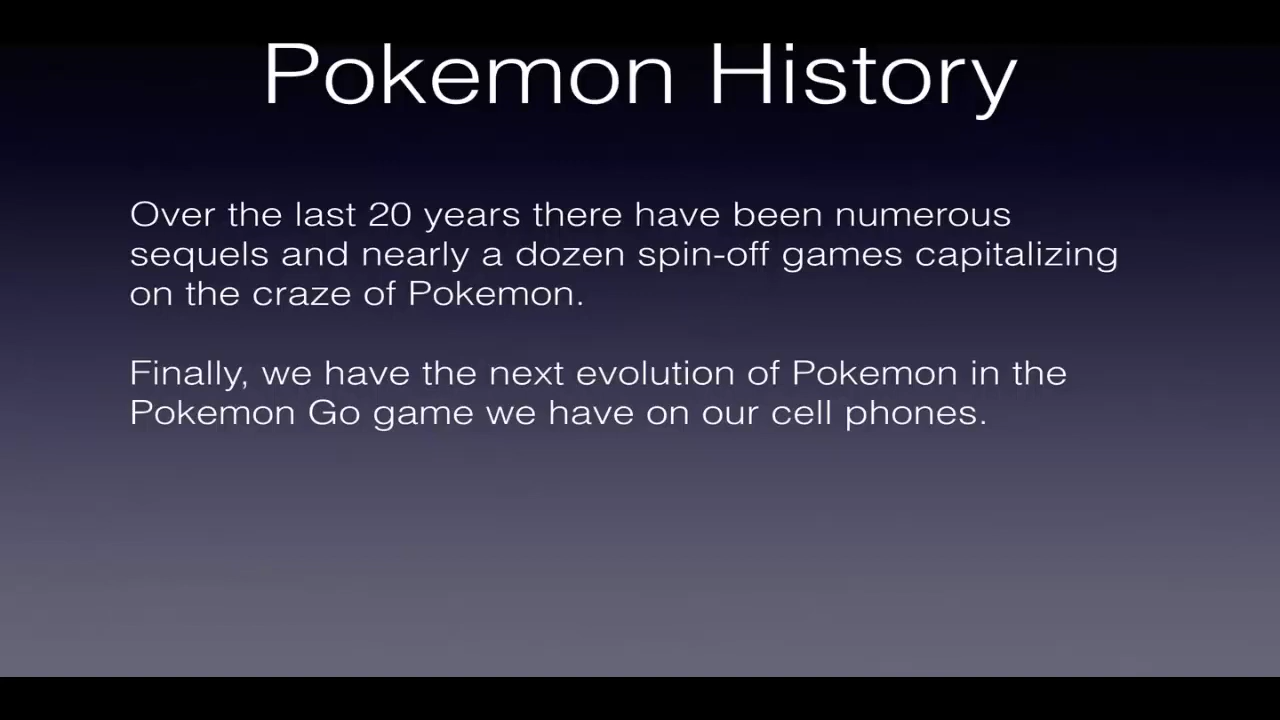 Pokemon History
Over the last 20 years there have been numerous
sequels and nearly a dozen spin-off games capitalizing
on the craze of Pokemon.
Finally, we have the next evolution of Pokemon in the
Pokemon Go game we have on our cell phones.